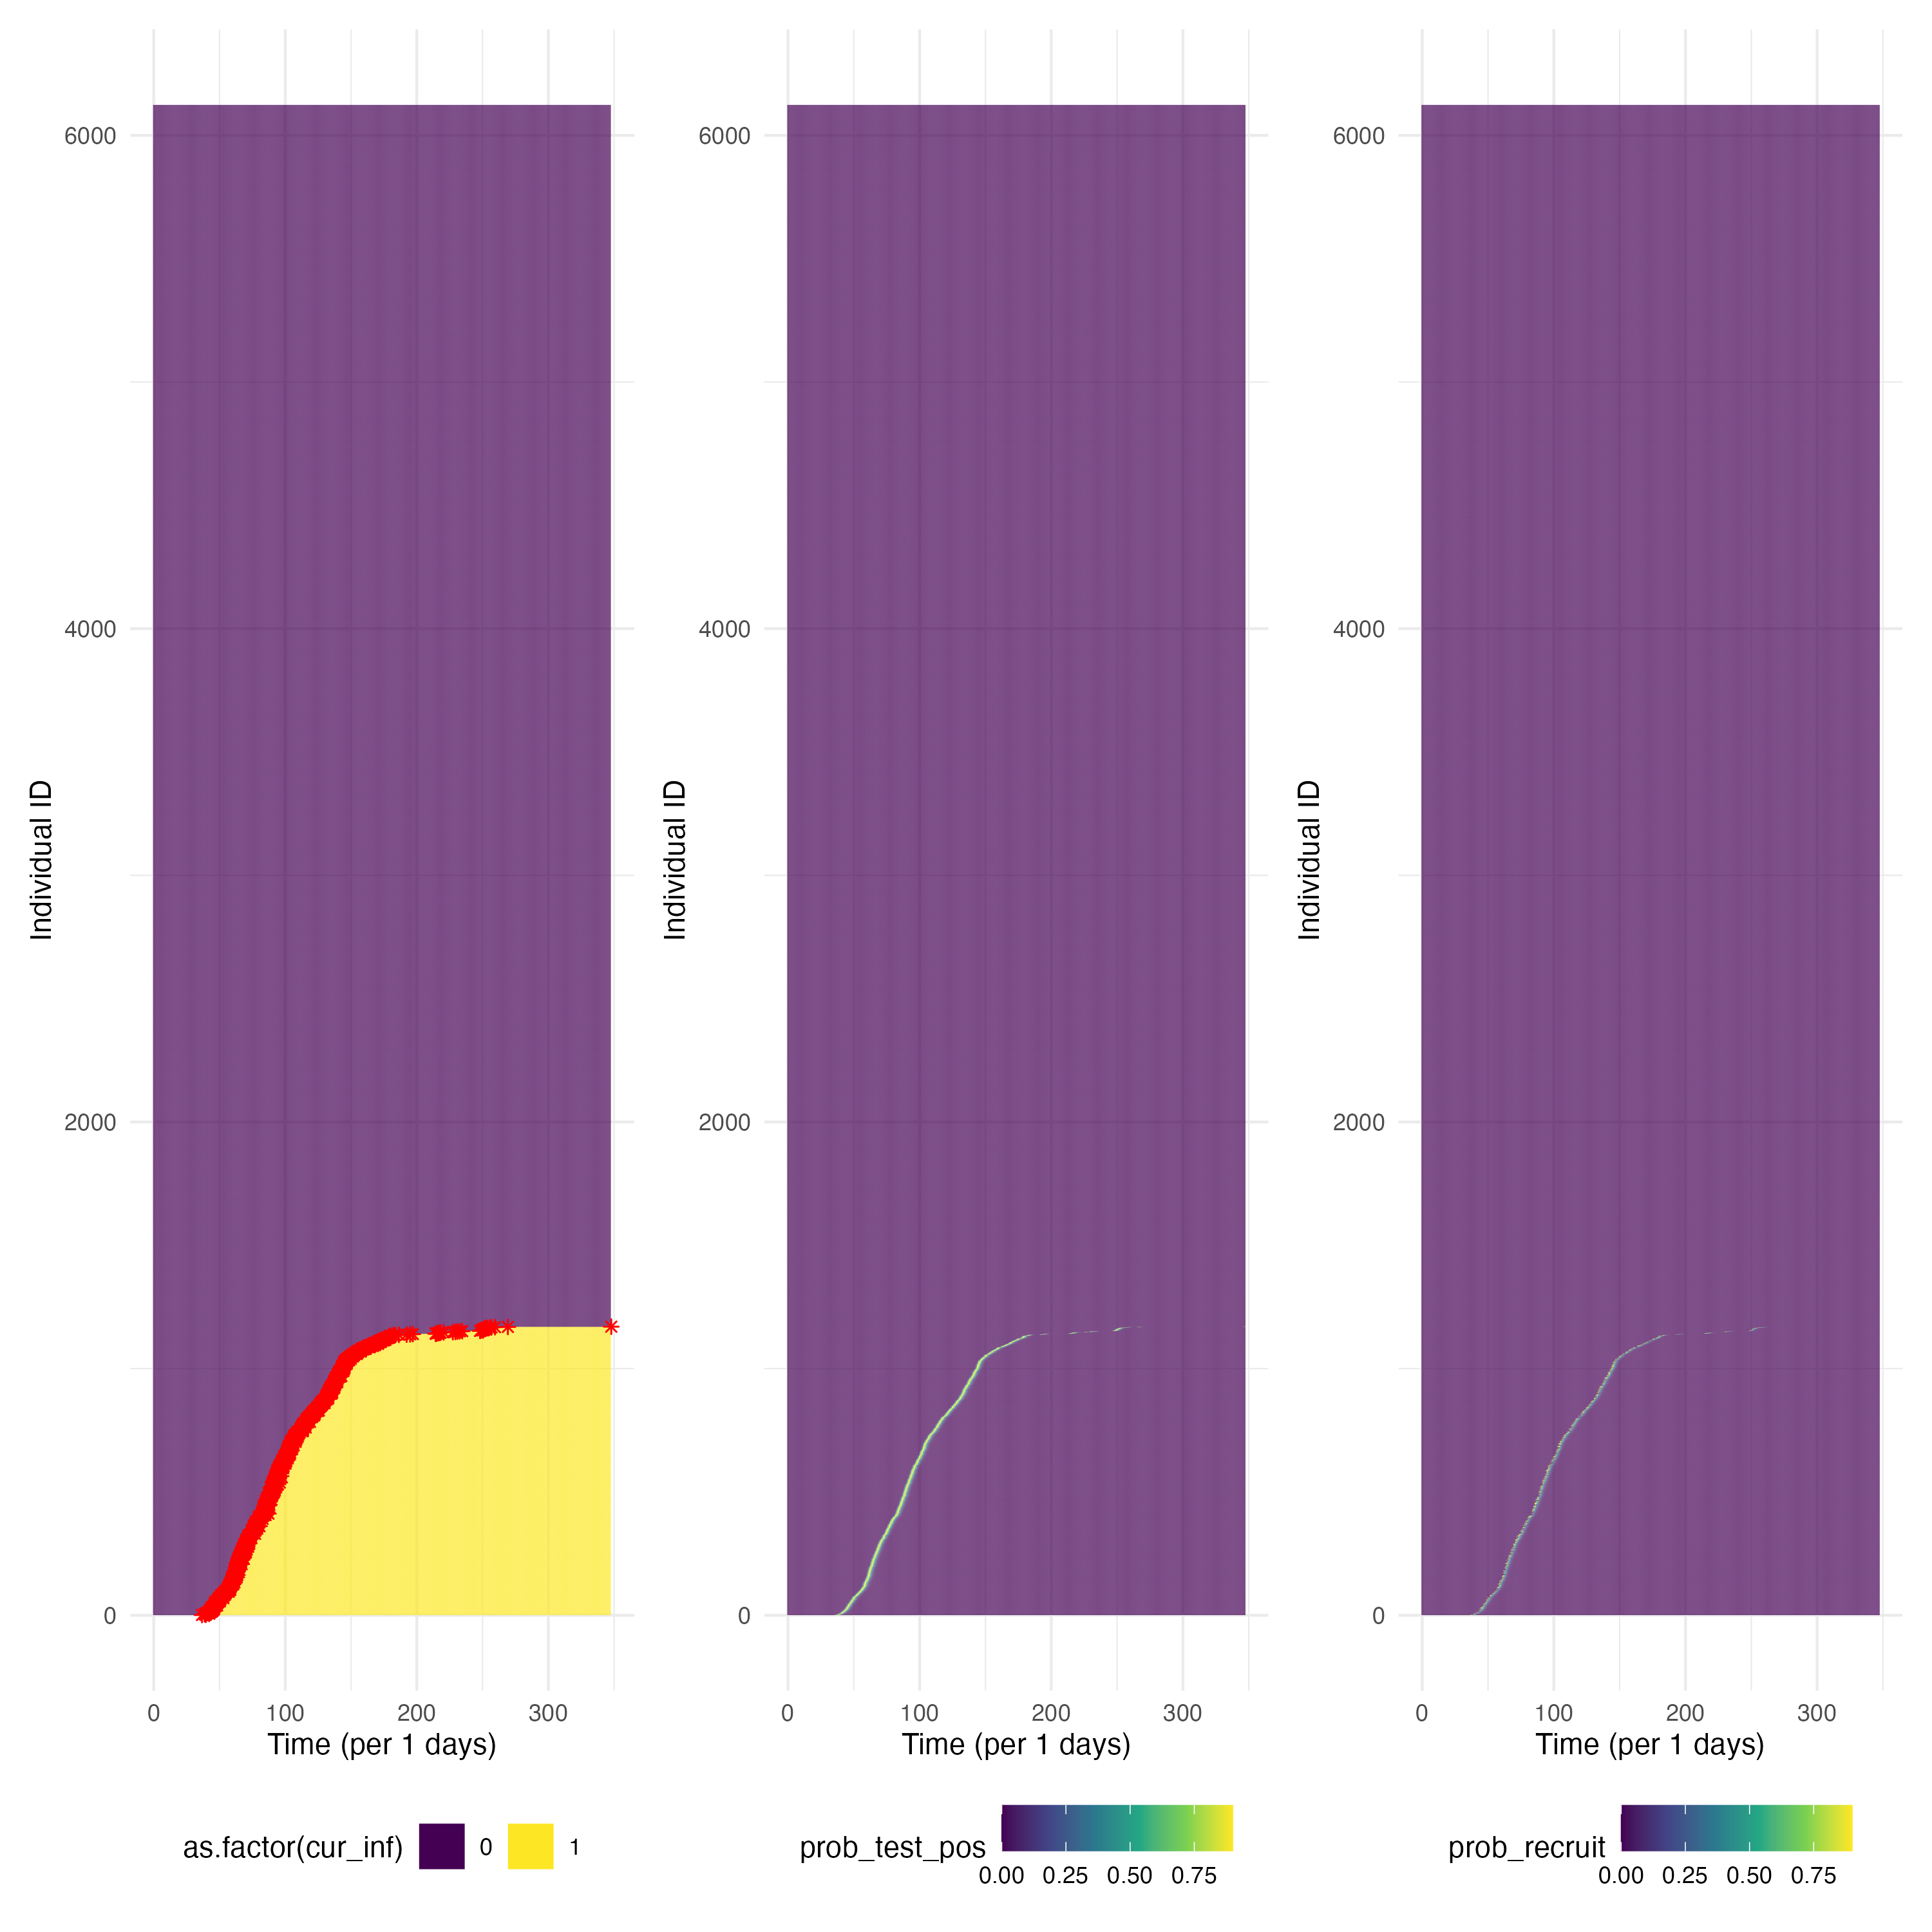 Individual ID
6000
4000
2000
0
0 100 200 300
Time (per 1 days)
as.factor(cur_inf) 0 1
Individual ID
6000
4000
2000
0
0 100 200 300
Time (per 1 days)
prob_test_pos
0.00 0.25 0.50 0.75
Individual ID
6000
4000
2000
0
0 100 200 300
Time (per 1 days)
prob_recruit
0.00 0.25 0.50 0.75